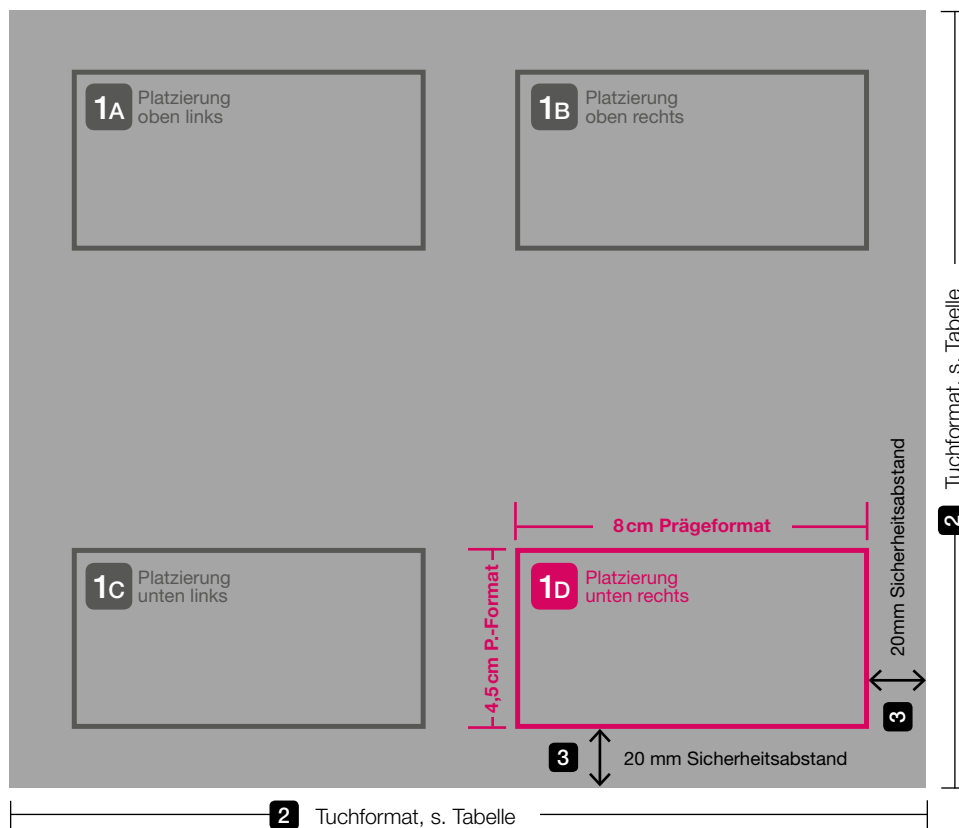 1A Platzierung
oben links
1B Platzierung
oben rechts
Tuchformat, s. Tabelle
2
8 cm Prägeformat
20mm Sicherheitsabstand
3
1C Platzierung
unten links
4,5 cm P.-Format
1D Platzierung
unten rechts
3 20 mm Sicherheitsabstand
2 Tuchformat, s. Tabelle